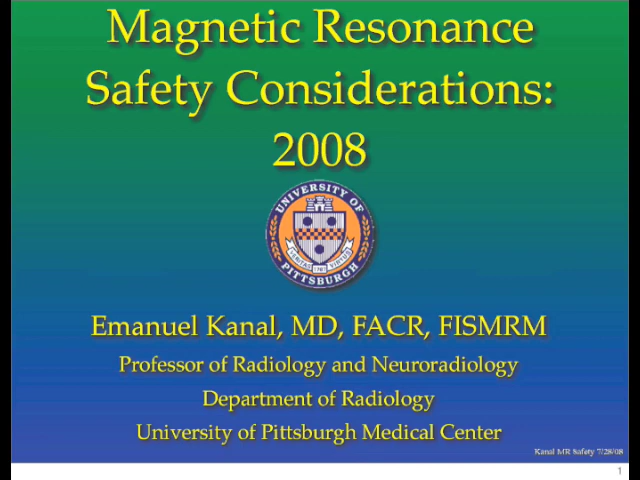 Magnetic Resonance
Safety Considerations:
2008
UNIVERSITY OF
PITTSBURGH
Emanuel Kanal, MD, FACR, FISMRM
Professor of Radiology and Neuroradiology
Department of Radiology
University of Pittsburgh Medical Center
Kanal MR Safety 7/28/08
1